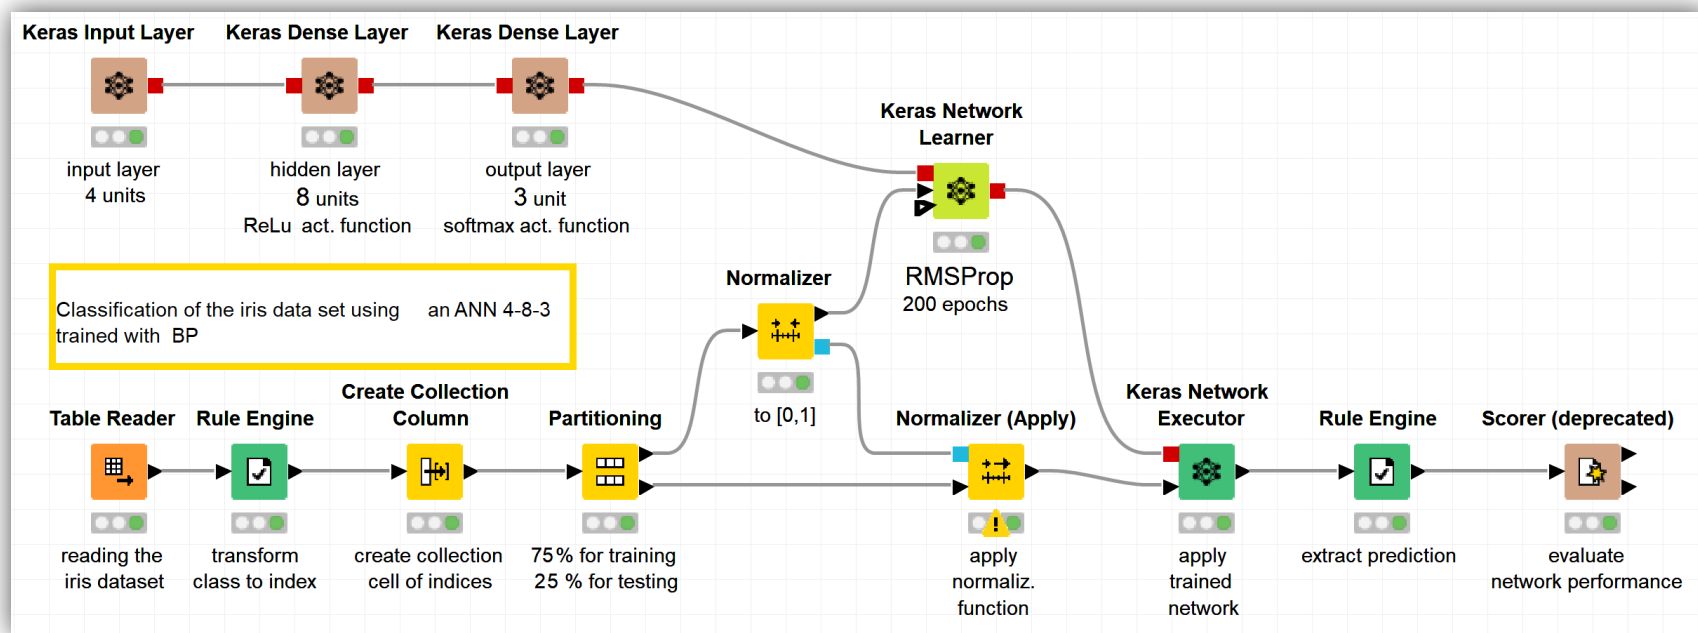 Keras Input Layer
Keras Dense Layer
Keras Dense Layer
input layer
4 units
hidden layer
8 units
ReLu act. function
output layer
3 unit
softmax act. function
Keras Network
Learner
RMSProp
200 epochs
Classification of the iris data set using an ANN 4-8-3
trained with BP
Normalizer
to [0,1]
Table Reader
reading the
iris dataset
Rule Engine
transform
class to index
Create Collection
Column
create collection
cell of indices
Partitioning
75% for training
25 % for testing
Normalizer (Apply)
apply
normaliz.
function
Keras Network
Executor
apply
trained
network
Rule Engine
extract prediction
Scorer (deprecated)
evaluate
network performance